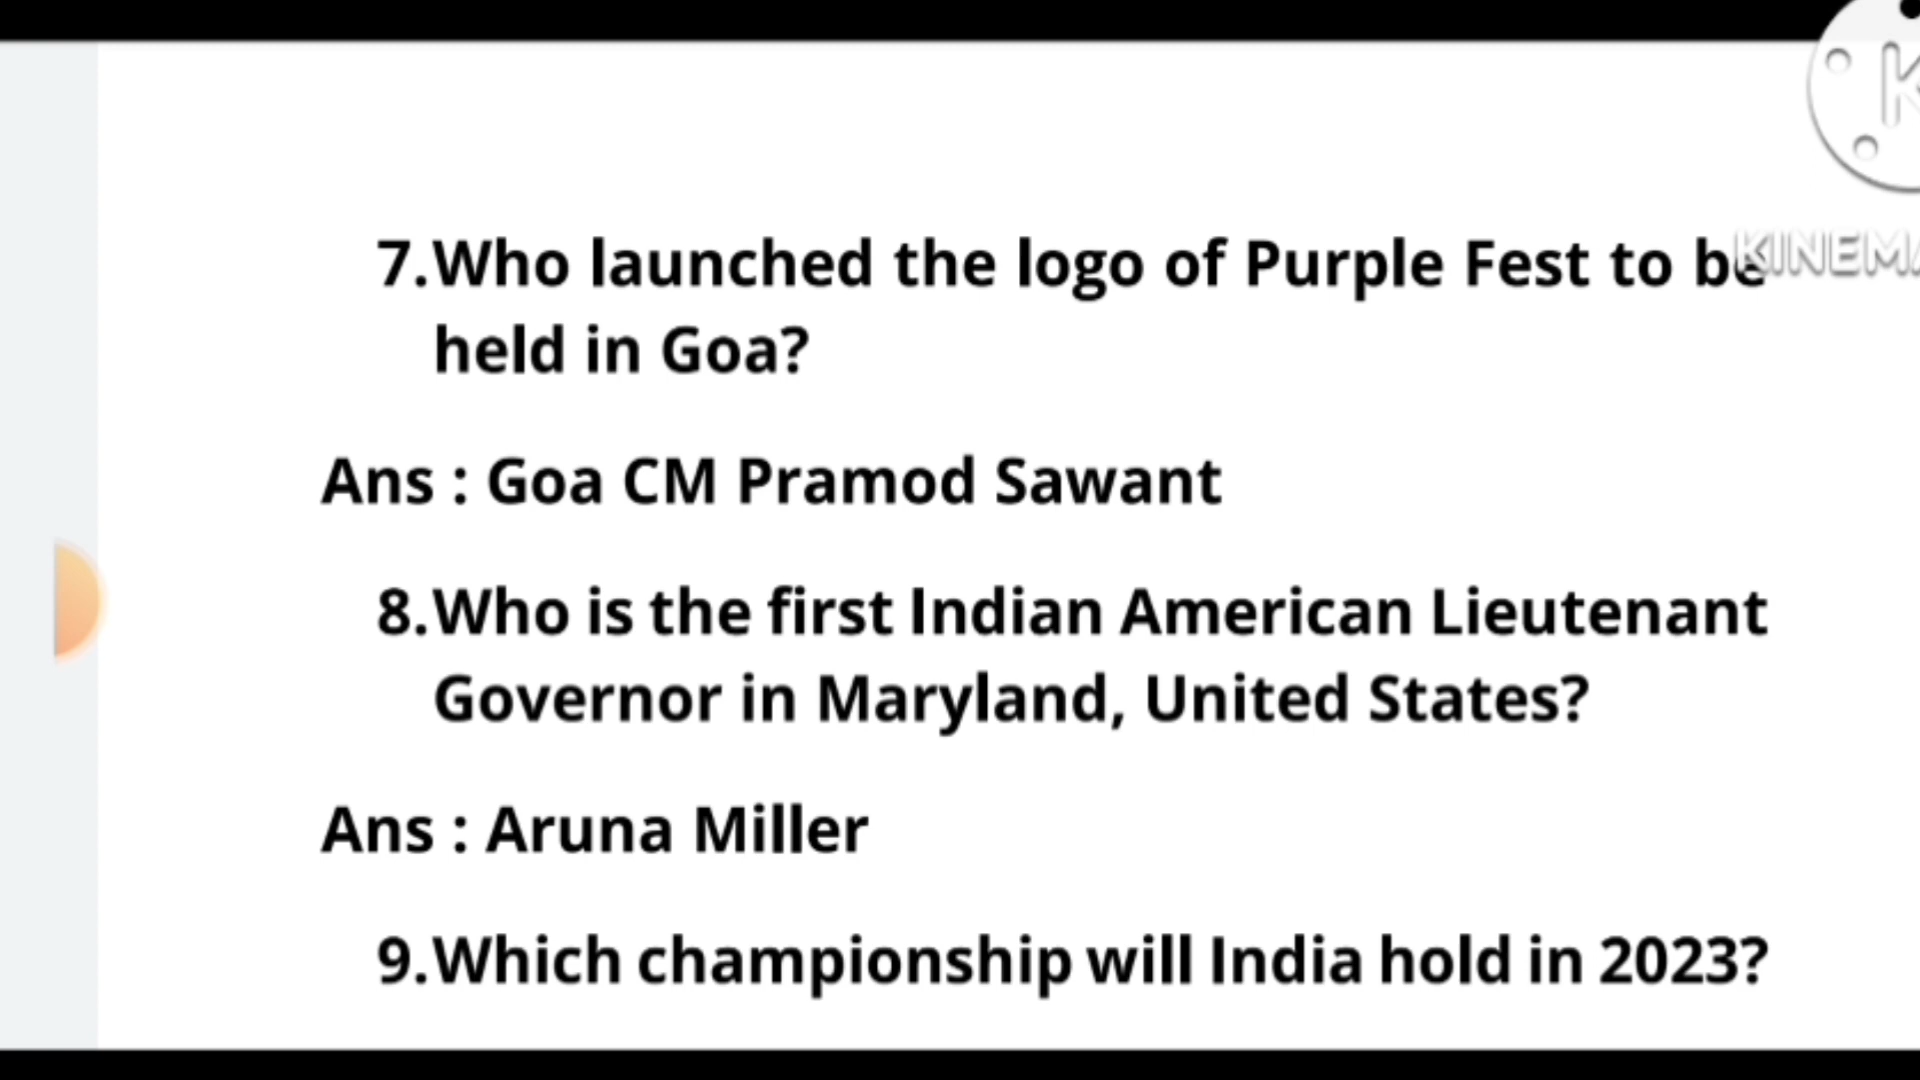 7.Who launched the logo of Purple Fest to be
held in Goa?
Ans : Goa CM Pramod Sawant
8.Who is the first Indian American Lieutenant
Governor in Maryland, United States?
Ans : Aruna Miller
9.Which championship will India hold in 2023?
K
KINEMA